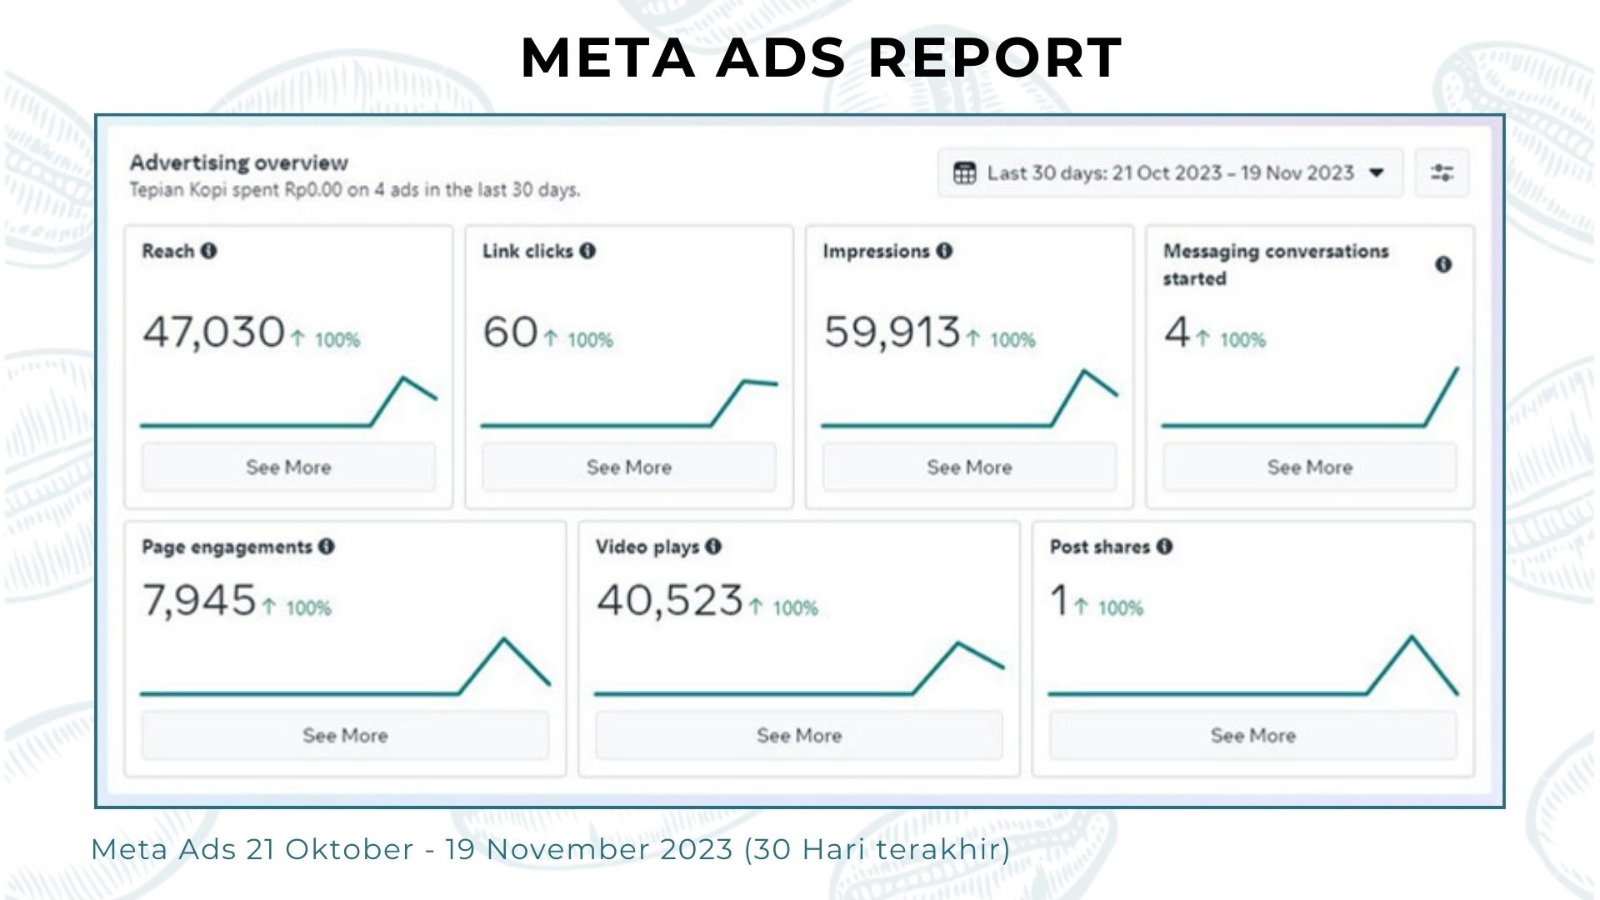 META ADS REPORT
Advertising overview
Tepian Kopi spent Rp0.00 on 4 ads in the last 30 days.
Last 30 days: 21 Oct 2023 – 19 Nov 2023
Reach
47,030 ↑ 100%
See More
Link clicks
60 ↑ 100%
See More
Impressions
59,913 ↑ 100%
See More
Messaging conversations
started
4 ↑ 100%
See More
Page engagements
7,945 ↑ 100%
See More
Video plays
40,523 ↑ 100%
See More
Post shares
1 ↑ 100%
See More
Meta Ads 21 Oktober - 19 November 2023 (30 Hari terakhir)